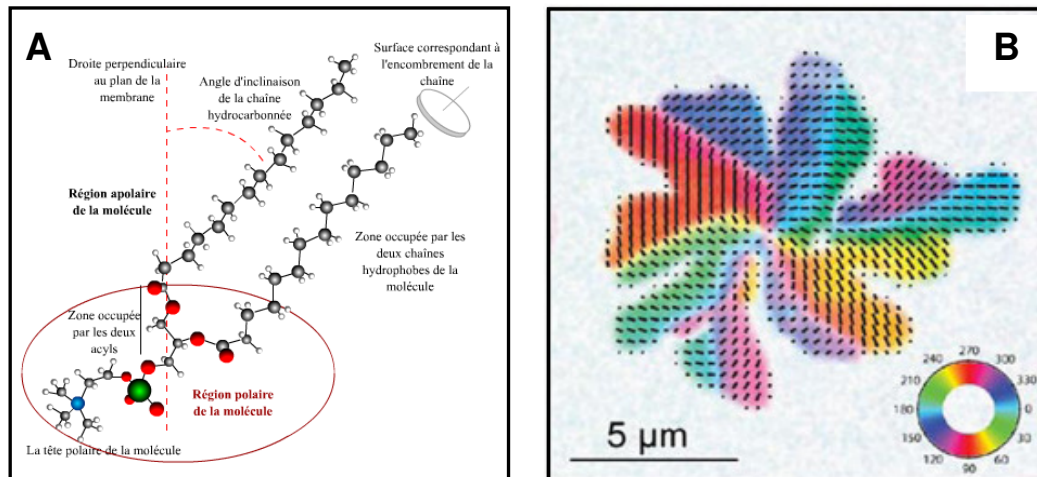 A
Droite perpendiculaire
au plan de la
membrane
Angle d'inclinaison
de la chaîne
hydrocarbonnée
Surface correspondant à
l'encombrement de la
chaîne
Région apolaire
de la molécule
Zone occupée par les
deux chaînes
hydrophobes de la
molécule
Zone occupée
par les deux
acyls
Région polaire
de la molécule
La tête polaire de la molécule
B
5 µm
270
240 300
210 330
180 0
150 30
120 60
90